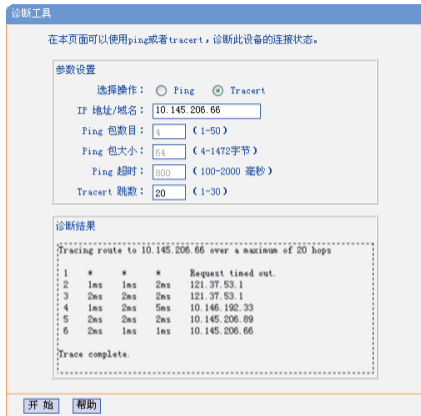 诊断工具
在本页面可以使用ping或者tracert，诊断此设备的连接状态。
参数设置
选择操作： Ping Tracert
IP 地址/域名： 10.145.206.66
Ping 包数目： 4 （1-50）
Ping 包大小： 64 （4-1472字节）
Ping 超时： 800 （100-2000 毫秒）
Tracert 跳数： 20 （1-30）
诊断结果
Tracing route to 10.145.206.66 over a maximum of 20 hops
1 * * * Request timed out.
2 1ms 1ms 2ms 121.37.53.1
3 2ms 2ms 2ms 121.37.53.1
4 1ms 2ms 5ms 10.146.192.33
5 2ms 2ms 2ms 10.145.206.89
6 2ms 1ms 1ms 10.145.206.66
Trace complete.
开 始 帮助